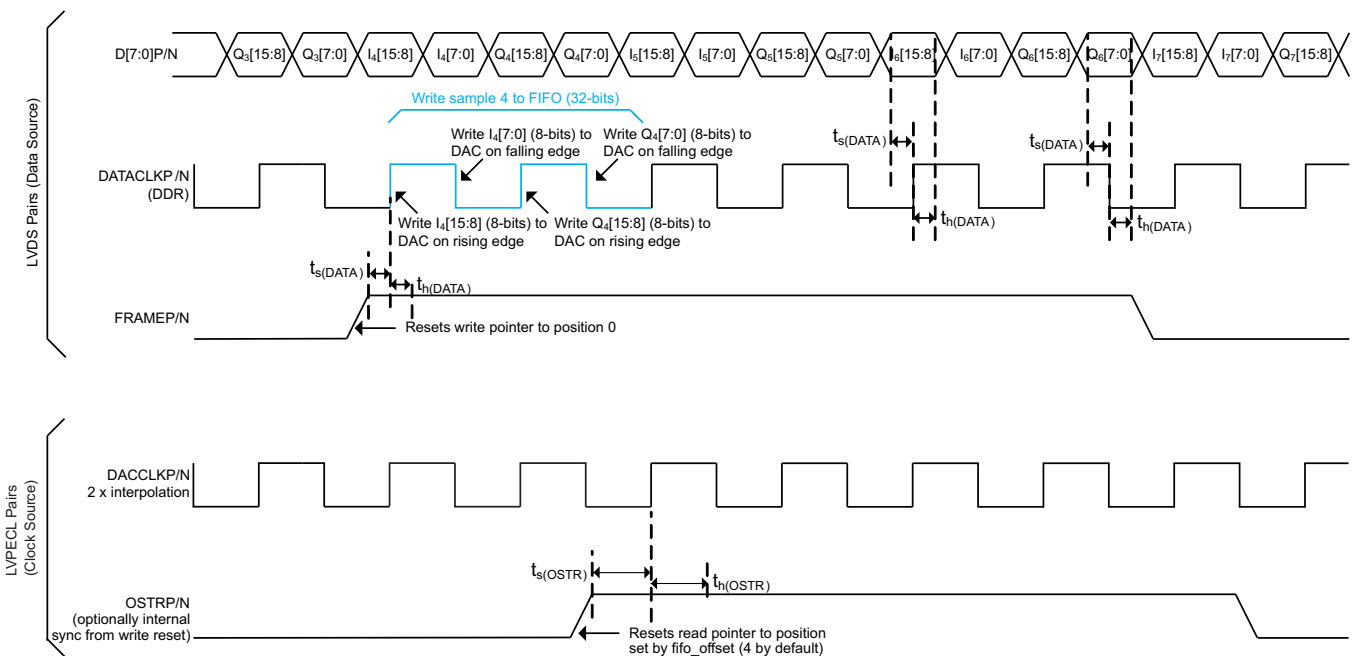 LVDS Pairs (Data Source)
D[7:0]P/N
Q3[15:8] Q3[7:0] I4[15:8] I4[7:0] Q4[15:8] Q4[7:0] I5[15:8] I5[7:0] Q5[15:8] Q5[7:0] I6[15:8] I6[7:0] Q6[15:8] Q6[7:0] I7[15:8] I7[7:0] Q7[15:8]
Write sample 4 to FIFO (32-bits)
Write I4[7:0] (8-bits) to
DAC on falling edge
Write Q4[7:0] (8-bits) to
DAC on falling edge
ts(DATA)
ts(DATA)
DATACLKP/N
(DDR)
Write I4[15:8] (8-bits) to
DAC on rising edge
Write Q4[15:8] (8-bits) to
DAC on rising edge
th(DATA)
th(DATA)
ts(DATA)
th(DATA)
FRAMEP/N
Resets write pointer to position 0
LVPECL Pairs
(Clock Source)
DACCLKP/N
2 x interpolation
ts(OSTR)
th(OSTR)
OSTRP/N
(optionally internal
sync from write reset)
Resets read pointer to position
set by fifo_offset (4 by default)